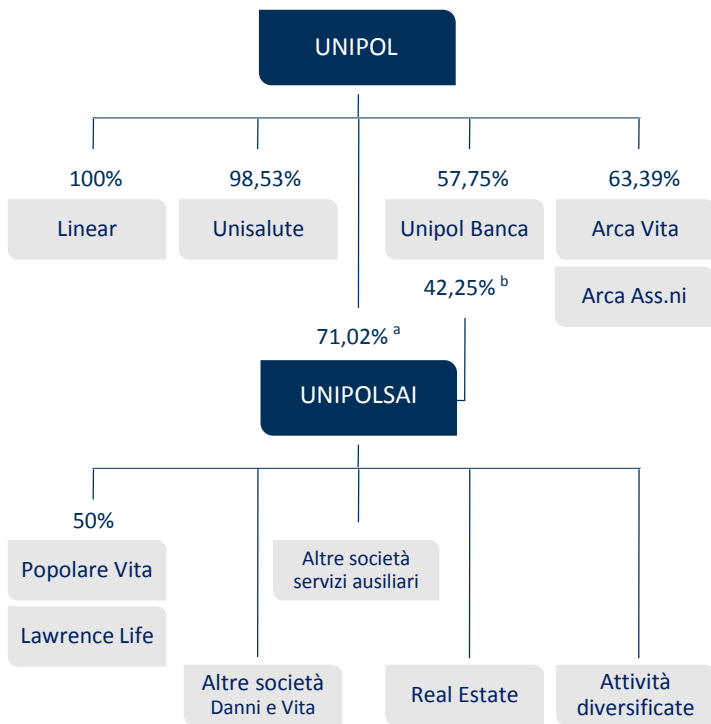 UNIPOL
100%
98,53%
57,75%
63,39%
Linear
Unisalute
Unipol Banca
Arca Vita
42,25% b
Arca Ass.ni
71,02% a
UNIPOLSAI
50%
Popolare Vita
Altre società
servizi ausiliari
Lawrence Life
Altre società
Danni e Vita
Real Estate
Attività
diversificate